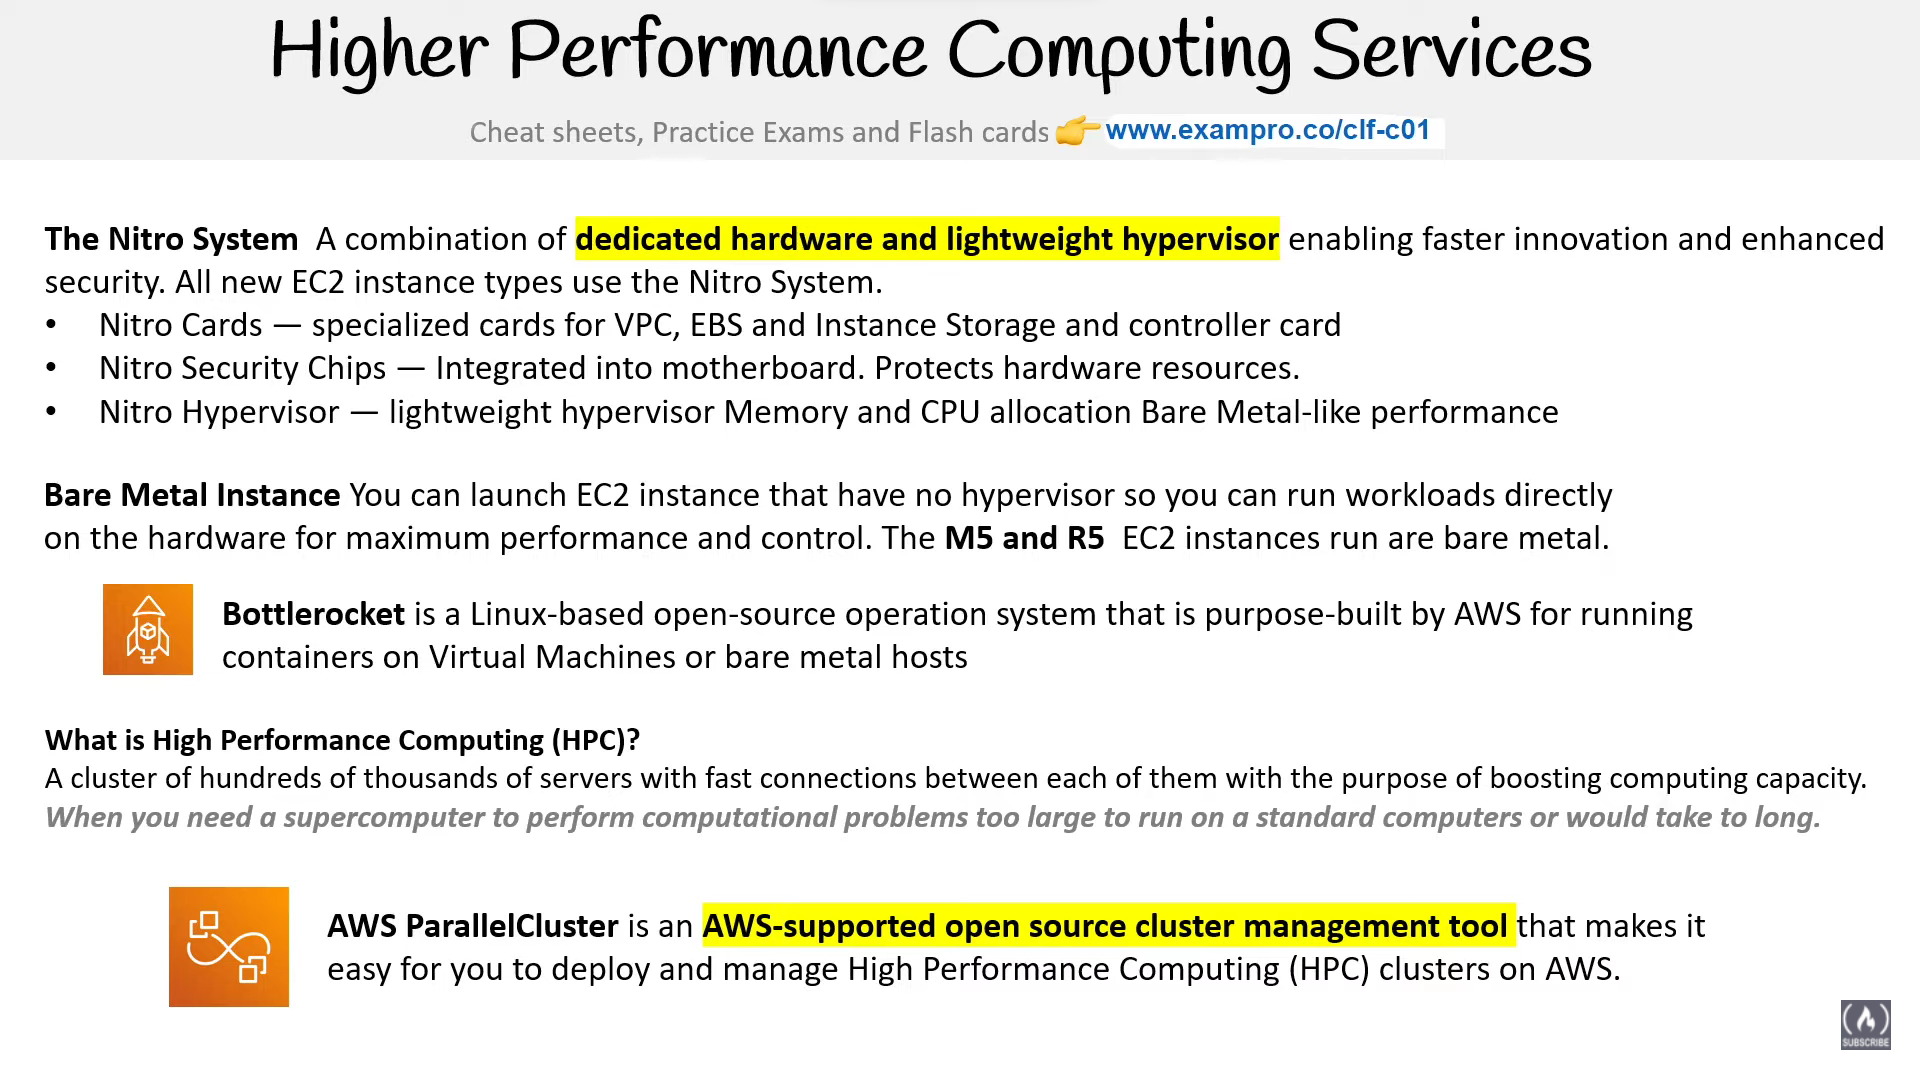 Higher Performance Computing Services
Cheat sheets, Practice Exams and Flash cards 👉 www.exampro.co/clf-c01
The Nitro System A combination of dedicated hardware and lightweight hypervisor enabling faster innovation and enhanced
security. All new EC2 instance types use the Nitro System.
• Nitro Cards — specialized cards for VPC, EBS and Instance Storage and controller card
• Nitro Security Chips — Integrated into motherboard. Protects hardware resources.
• Nitro Hypervisor — lightweight hypervisor Memory and CPU allocation Bare Metal-like performance
Bare Metal Instance You can launch EC2 instance that have no hypervisor so you can run workloads directly
on the hardware for maximum performance and control. The M5 and R5 EC2 instances run are bare metal.
Bottlerocket is a Linux-based open-source operation system that is purpose-built by AWS for running
containers on Virtual Machines or bare metal hosts
What is High Performance Computing (HPC)?
A cluster of hundreds of thousands of servers with fast connections between each of them with the purpose of boosting computing capacity.
When you need a supercomputer to perform computational problems too large to run on a standard computers or would take to long.
AWS ParallelCluster is an AWS-supported open source cluster management tool that makes it
easy for you to deploy and manage High Performance Computing (HPC) clusters on AWS.
SUBSCRIBE